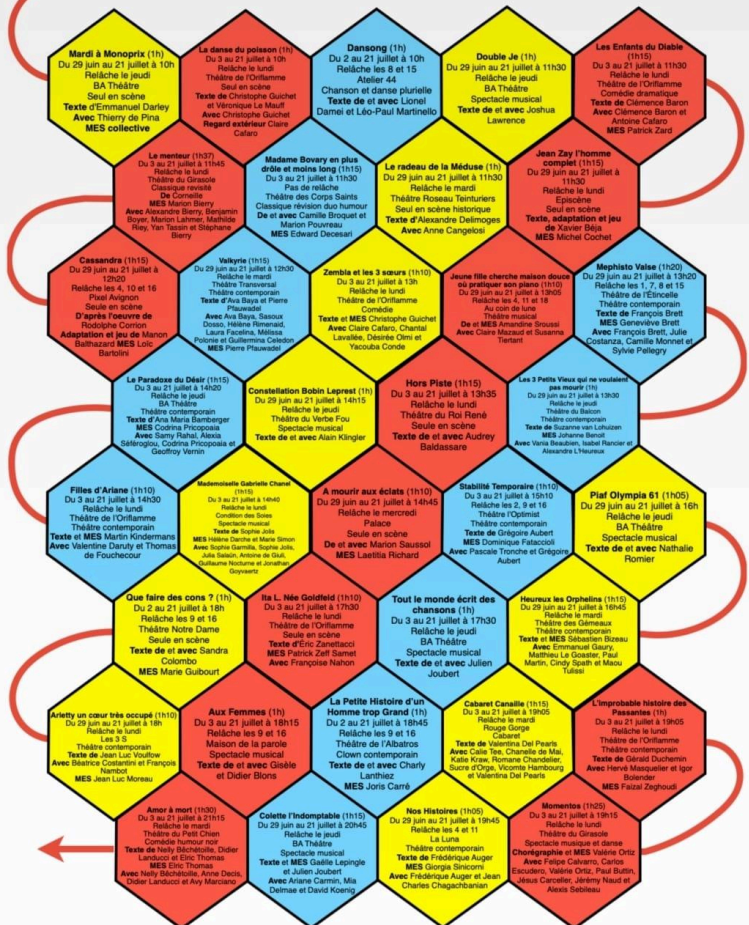 Mardi à Monoprix (1h)
Du 29 juin au 21 juillet à 10h
Relâche le jeudi
BA Théâtre
Seul en scène
Texte d'Emmanuel Darley
Avec Thierry de Pina
MES collective
La danse du poisson (1h)
Du 3 au 21 juillet à 10h
Relâche le lundi
Théâtre de l'Oriflamme
Seul en scène
Texte de Christophe Guichet
et Véronique Le Mauff
Avec Christophe Guichet
Regard extérieur Claire
Cafaro
Dansong (1h)
Du 2 au 21 juillet à 10h
Relâche les 8 et 15
Atelier 44
Chanson et danse plurielle
Texte de et avec Lionel
Damei et Léo-Paul Martinello
Double Je (1h)
Du 29 juin au 21 juillet à 11h30
Relâche le jeudi
BA Théâtre
Spectacle musical
Texte de et avec Joshua
Lawrence
Les Enfants du Diable
(1h15)
Du 3 au 21 juillet à 11h30
Relâche le lundi
Théâtre de l'Oriflamme
Comédie dramatique
Texte de Clémence Baron
Avec Clémence Baron et
Antoine Cafaro
MES Patrick Zard
Le menteur (1h37)
Du 3 au 21 juillet à 11h45
Relâche le lundi
Théâtre du Girasole
Classique revisité
De Corneille
MES Marion Bierry
Avec Alexandre Bierry, Benjamin
Boyer, Marion Lahmer, Mathilde
Riey, Yan Tassin et Stéphane
Bierry
Madame Bovary en plus
drôle et moins long (1h15)
Du 3 au 21 juillet à 11h30
Pas de relâche
Théâtre des Corps Saints
Classique révision duo humour
De et avec Camille Broquet et
Marion Pouvreau
MES Edward Decesari
Le radeau de la Méduse (1h)
Du 29 juin au 21 juillet à 11h30
Relâche le mardi
Théâtre Roseau Teinturiers
Seul en scène historique
Texte d'Alexandre Delimoges
Avec Anne Cangelosi
Jean Zay l'homme
complet (1h15)
Du 29 juin au 21 juillet à
11h30
Relâche le lundi
Episcène
Seul en scène
Texte, adaptation et jeu
de Xavier Béja
MES Michel Cochet
Cassandra (1h15)
Du 29 juin au 21 juillet à
12h20
Relâche les 4, 10 et 16
Pixel Avignon
Seule en scène
D'après l'oeuvre de
Rodolphe Corrion
Adaptation et jeu de Manon
Balthazard MES Loïc
Bartolini
Valkyrie (1h15)
Du 29 juin au 21 juillet à 12h30
Relâche le mardi
Théâtre Transversal
Théâtre contemporain
Texte d'Ava Baya et Pierre
Pfauwadel
Avec Ava Baya, Sasoux
Dosso, Hélène Rimenaid,
Laura Facelina, Mélissa
Polonie et Guillermina Celedon
MES Pierre Pfauwadel
Zembla et les 3 sœurs (1h10)
Du 3 au 21 juillet à 13h
Relâche le lundi
Théâtre de l'Oriflamme
Comédie
Texte et MES Christophe Guichet
Avec Claire Cafaro, Chantal
Lavallée, Désirée Olmi et
Yacouba Conde
Jeune fille cherche maison douce
où pratiquer son piano (1h10)
Du 29 juin au 21 juillet à 13h05
Relâche les 4, 11 et 18
Au coin de lune
Théâtre musical
De et MES Amandine Sroussi
Avec Claire Mazaud et Susanna
Tiertant
Mephisto Valse (1h20)
Du 29 juin au 21 juillet à 13h20
Relâche les 1, 7, 8 et 15
Théâtre de l'Étincelle
Théâtre contemporain
Texte de François Brett
MES Geneviève Brett
Avec François Brett, Julie
Costanza, Camille Monnet et
Sylvie Pellegry
Le Paradoxe du Désir (1h15)
Du 3 au 21 juillet à 14h20
Relâche le jeudi
BA Théâtre
Théâtre contemporain
Texte d'Ana Maria Bamberger
MES Codrina Pricopoaia
Avec Samy Rahal, Alexia
Séféroglou, Codrina Pricopoaia et
Geoffroy Vernin
Constellation Bobin Leprest (1h)
Du 29 juin au 21 juillet à 14h15
Relâche le jeudi
Théâtre du Verbe Fou
Spectacle musical
Texte de et avec Alain Klingler
Hors Piste (1h15)
Du 3 au 21 juillet à 13h35
Relâche le lundi
Théâtre du Roi René
Seule en scène
Texte de et avec Audrey
Baldassare
Les 3 Petits Vieux qui ne voulaient
pas mourir (1h)
Du 29 juin au 21 juillet à 13h30
Relâche le jeudi
Théâtre du Balcon
Théâtre contemporain
Texte de Suzanne van Lohuizen
MES Johanne Benoit
Avec Vania Beaubien, Isabel Rancier et
Alexandre L'Heureux
Filles d'Ariane (1h10)
Du 3 au 21 juillet à 14h30
Relâche le lundi
Théâtre de l'Oriflamme
Théâtre contemporain
Texte et MES Martin Kindermans
Avec Valentine Daruty et Thomas
de Fouchecour
Mademoiselle Gabrielle Chanel
(1h15)
Du 3 au 21 juillet à 14h40
Relâche le lundi
Condition des Soies
Spectacle musical
Texte de Sophie Jolis
MES Hélène Darche et Marie Simon
Avec Sophie Garmilla, Sophie Jolis,
Julia Salaün, Antoine de Giuli,
Guillaume Nocturne et Jonathan
Goyvaertz
A mourir aux éclats (1h10)
Du 29 juin au 21 juillet à 14h45
Relâche le mercredi
Palace
Seule en scène
De et avec Marion Saussol
MES Laetitia Richard
Stabilité Temporaire (1h10)
Du 3 au 21 juillet à 15h10
Relâche les 2, 9 et 16
Théâtre l'Optimist
Théâtre contemporain
Texte de Grégoire Aubert
MES Dominique Fataccioli
Avec Pascale Tronche et Grégoire
Aubert
Piaf Olympia 61 (1h05)
Du 29 juin au 21 juillet à 16h
Relâche le jeudi
BA Théâtre
Spectacle musical
Texte de et avec Nathalie
Romier
Que faire des cons ? (1h)
Du 2 au 21 juillet à 18h
Relâche les 9 et 16
Théâtre Notre Dame
Seule en scène
Texte de et avec Sandra
Colombo
MES Marie Guibourt
Ita L. Née Goldfeld (1h10)
Du 3 au 21 juillet à 17h30
Relâche le lundi
Théâtre de l'Oriflamme
Seule en scène
Texte d'Éric Zanettacci
MES Patrick Zeff Samet
Avec Françoise Nahon
Tout le monde écrit des
chansons (1h)
Du 3 au 21 juillet à 17h30
Relâche le jeudi
BA Théâtre
Spectacle musical
Texte de et avec Julien
Joubert
Heureux les Orphelins (1h15)
Du 29 juin au 21 juillet à 16h45
Relâche le mardi
Théâtre des Gémeaux
Théâtre contemporain
Texte et MES Sébastien Bizeau
Avec Emmanuel Gaury,
Matthieu Le Goaster, Paul
Martin, Cindy Spath et Maou
Tulissi
Arletty un cœur très occupé (1h10)
Du 29 juin au 21 juillet à 18h
Relâche le lundi
Les 3 S
Théâtre contemporain
Texte de Jean Luc Voulfow
Avec Béatrice Costantini et François
Nambot
MES Jean Luc Moreau
Aux Femmes (1h)
Du 3 au 21 juillet à 18h15
Relâche les 9 et 16
Maison de la parole
Spectacle musical
Texte de et avec Gisèle
et Didier Blons
La Petite Histoire d'un
Homme trop Grand (1h)
Du 2 au 21 juillet à 18h45
Relâche les 9 et 16
Théâtre de l'Albatros
Clown contemporain
Texte de et avec Charly
Lanthiez
MES Joris Carré
Cabaret Canaille (1h15)
Du 3 au 21 juillet à 19h05
Relâche le mardi
Rouge Gorge
Cabaret
Texte de Valentina Del Pearls
Avec Calie Tee, Chanelle de Mai,
Katie Kraw, Romane Chandelier,
Sucre d'Orge, Vicomte Hambourg
et Valentina Del Pearls
L'improbable histoire des
Passantes (1h)
Du 3 au 21 juillet à 19h05
Relâche le lundi
Théâtre de l'Oriflamme
Théâtre contemporain
Texte de Gérald Duchemin
Avec Hervé Masquelier et Igor
Bolender
MES Faizal Zeghoudi
Amor à mort (1h30)
Du 3 au 21 juillet à 21h15
Relâche le mardi
Théâtre du Petit Chien
Comédie humour noir
Texte de Nelly Béchétoille, Didier
Landucci et Elric Thomas
MES Elric Thomas
Avec Nelly Béchétoille, Anne Decis,
Didier Landucci et Avy Marciano
Colette l'Indomptable (1h15)
Du 29 juin au 21 juillet à 20h45
Relâche le jeudi
BA Théâtre
Spectacle musical
Texte et MES Gaëlle Lepingle
et Julien Joubert
Avec Ariane Carmin, Mia
Delmae et David Koenig
Nos Histoires (1h05)
Du 29 juin au 21 juillet à 19h45
Relâche les 4 et 11
La Luna
Théâtre contemporain
Texte de Frédérique Auger
MES Giorgia Sinicorni
Avec Frédérique Auger et Jean
Charles Chagachbanian
Momentos (1h25)
Du 3 au 21 juillet à 19h15
Relâche le lundi
Théâtre du Girasole
Spectacle musique et danse
Chorégraphie et MES Valérie Ortiz
Avec Felipe Calvarro, Carlos
Escudero, Valérie Ortiz, Paul Buttin,
Jésus Carceller, Jérémy Naud et
Alexis Sebileau